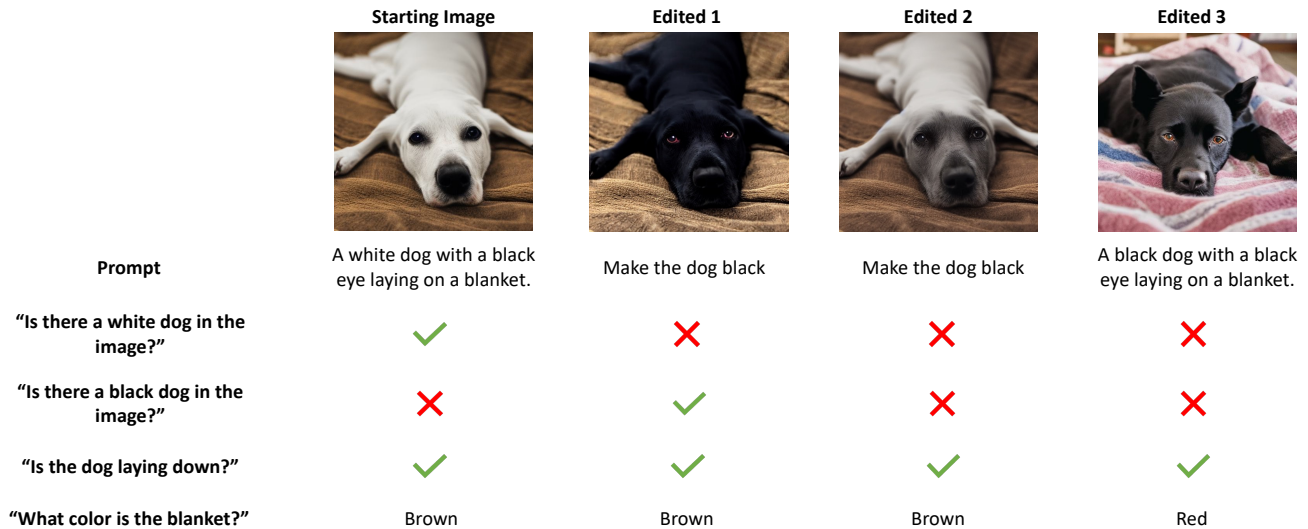 Starting Image Edited 1 Edited 2 Edited 3
Prompt
A white dog with a black
eye laying on a blanket.
Make the dog black
Make the dog black
A black dog with a black
eye laying on a blanket.
“Is there a white dog in the
image?”
“Is there a black dog in the
image?”
“Is the dog laying down?”
“What color is the blanket?” Brown Brown Brown Red